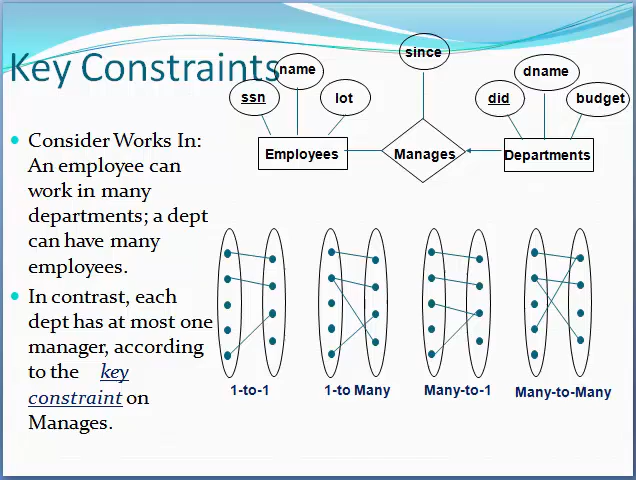 Key Constraints
since
name
ssn
lot
dname
did
budget
Employees
Manages
Departments
Consider Works In:
An employee can
work in many
departments; a dept
can have many
employees.
In contrast, each
dept has at most one
manager, according
to the key
constraint on
Manages.
1-to-1
1-to Many
Many-to-1
Many-to-Many